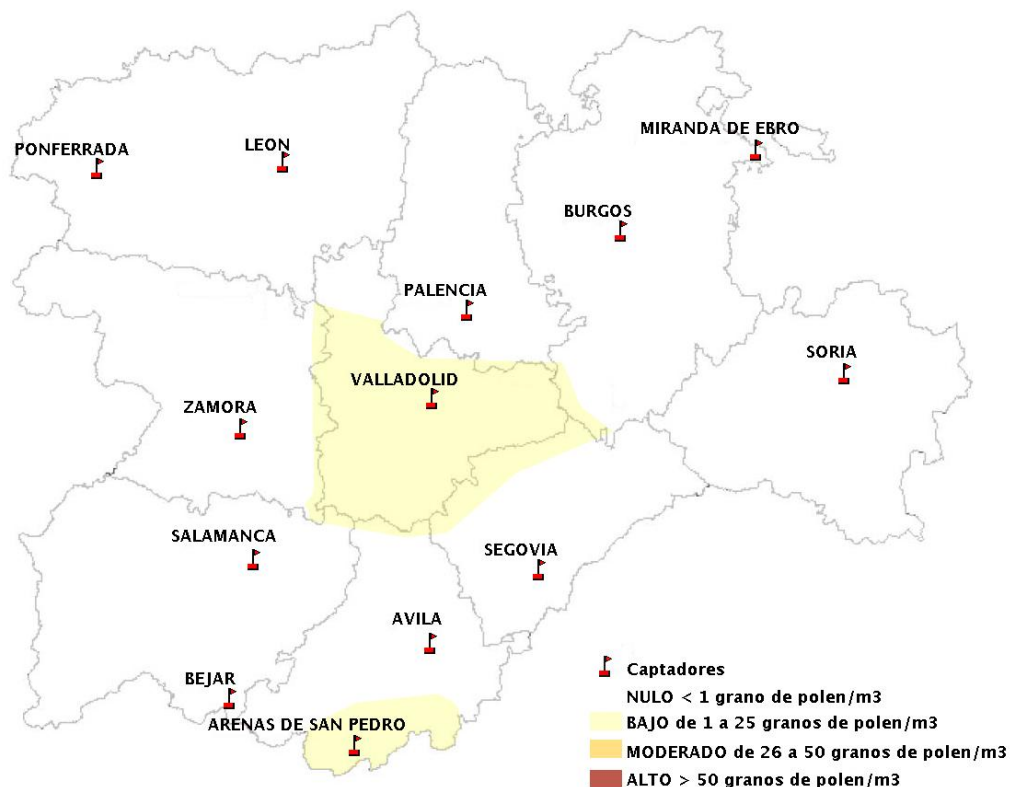 MIRANDA DE EBRO
PONFERRADA
LEON
BURGOS
PALENCIA
SORIA
VALLADOLID
ZAMORA
SALAMANCA
SEGOVIA
AVILA
BEJAR
ARENAS DE SAN PEDRO
Captadores
NULO < 1 grano de polen/m3
BAJO de 1 a 25 granos de polen/m3
MODERADO de 26 a 50 granos de polen/m3
ALTO > 50 granos de polen/m3